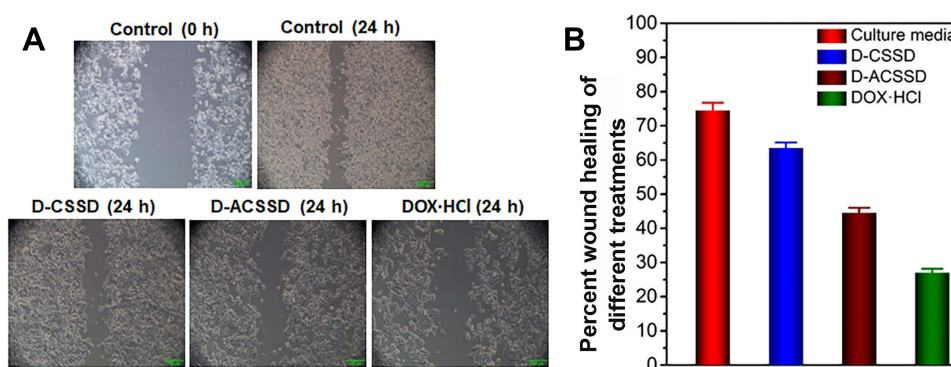 A
Control (0 h)
Control (24 h)
D-CSSD (24 h)
D-ACSSD (24 h)
DOX·HCl (24 h)
B
Percent wound healing of
different treatments
100
90
80
70
60
50
40
30
20
10
0
Culture media
D-CSSD
D-ACSSD
DOX·HCl